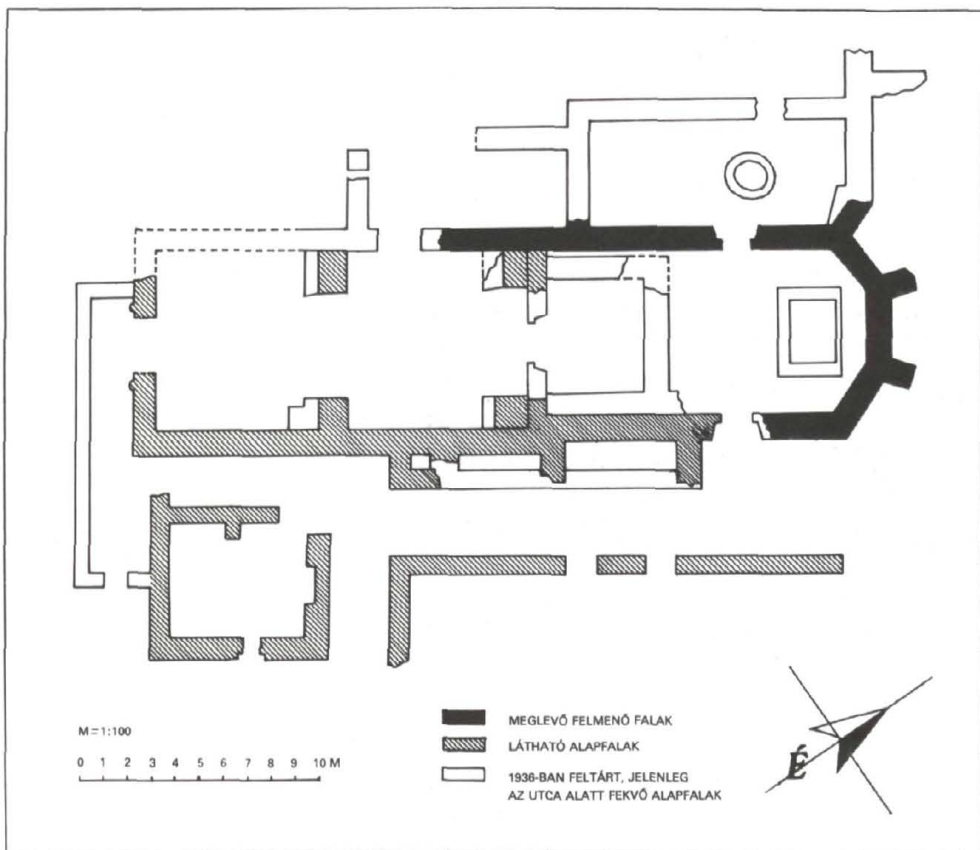 M = 1:100
0 1 2 3 4 5 6 7 8 9 10 M
MEGLEVŐ FELMENŐ FALAK
LÁTHATÓ ALAPFALAK
1936-BAN FELTÁRT, JELENLEG
AZ UTCA ALATT FEKVŐ ALAPFALAK
É